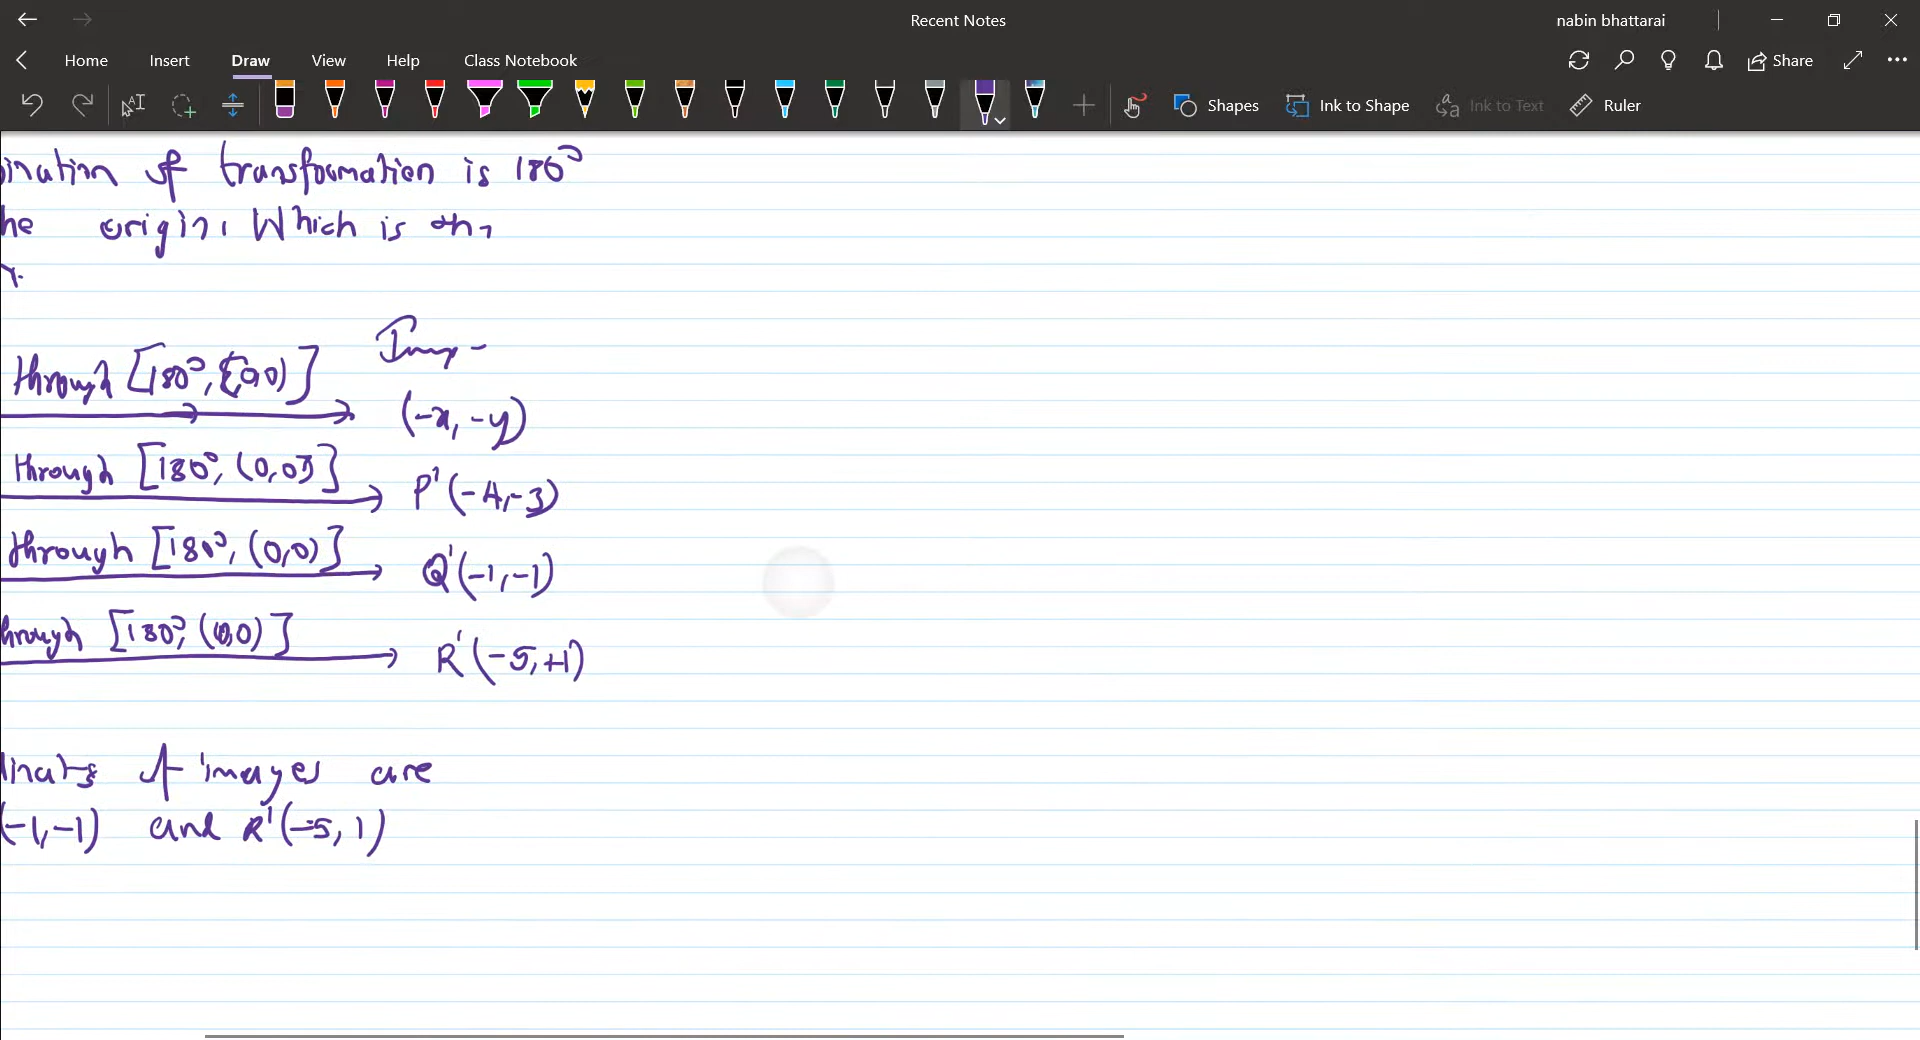 Recent Notes
nabin bhattarai
Home Insert Draw View Help Class Notebook
Share
Shapes Ink to Shape Ink to Text Ruler
ination of transformation is 180°
he origin. Which is
through [180°, (0,0)]
(-x, -y)
through [180°, (0,0)] P'(-4,-3)
through [180°, (0,0)] Q'(-1,-1)
hrough [180°, (0,0)] R'(-5,+1)
dinates of images are
(-1,-1) and R'(-5, 1)